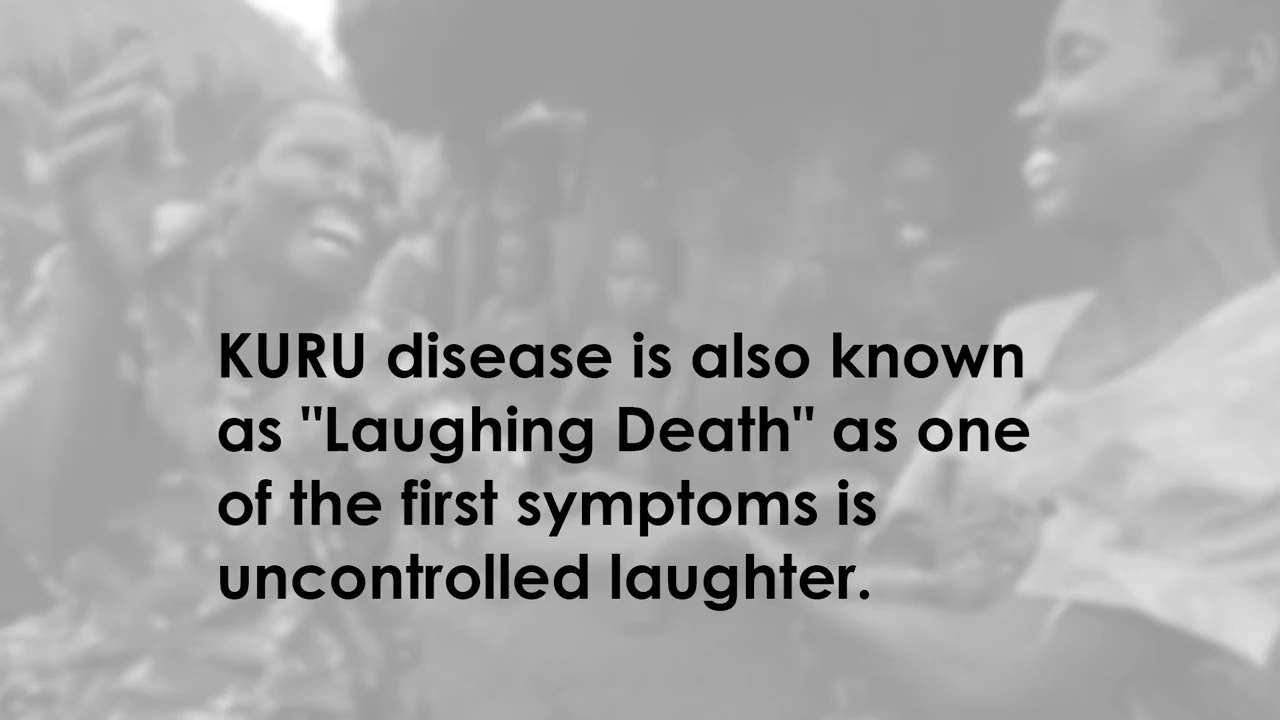 KURU disease is also known
as "Laughing Death" as one
of the first symptoms is
uncontrolled laughter.